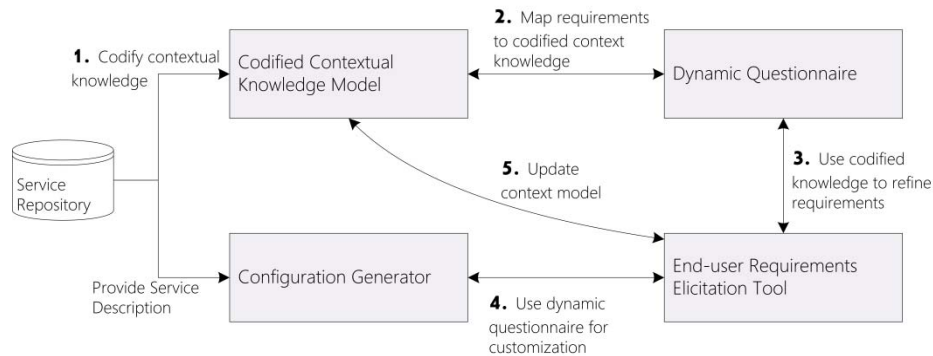 1. Codify contextual
knowledge
Codified Contextual
Knowledge Model
2. Map requirements
to codified context
knowledge
Dynamic Questionnaire
Service
Repository
5. Update
context model
3. Use codified
knowledge to refine
requirements
Provide Service
Description
Configuration Generator
4. Use dynamic
questionnaire for
customization
End-user Requirements
Elicitation Tool